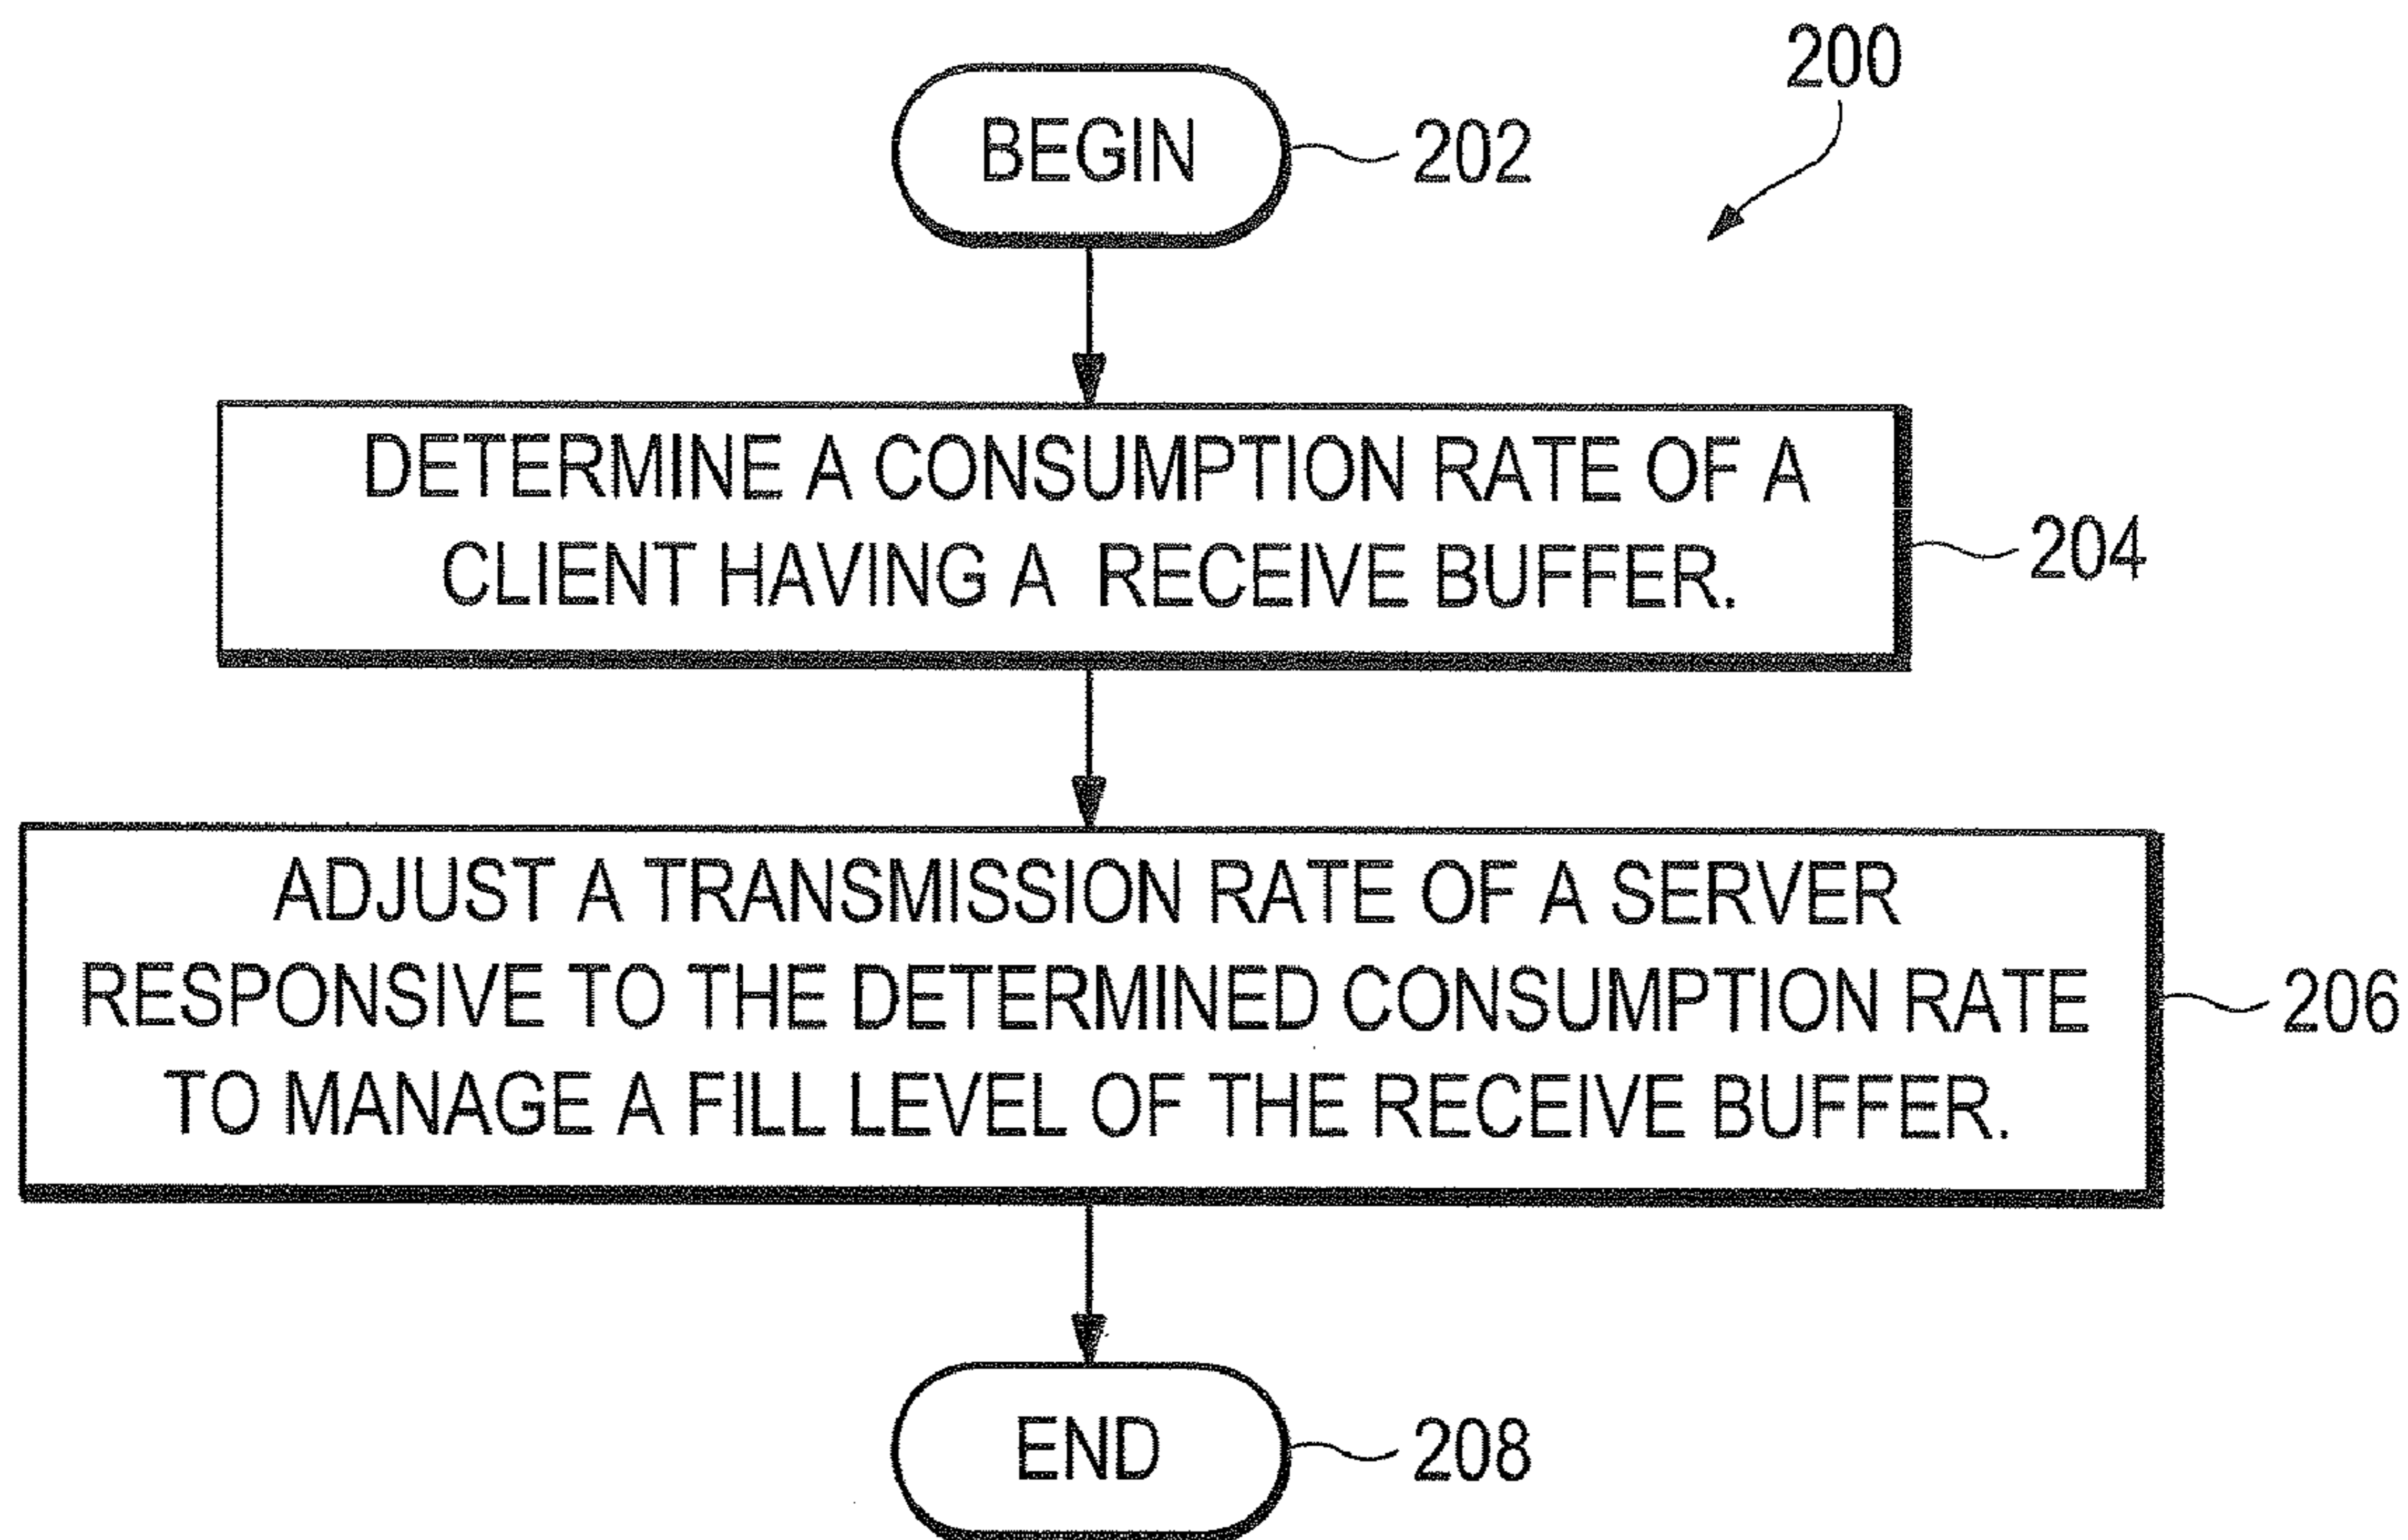 200
BEGIN
202
DETERMINE A CONSUMPTION RATE OF A
CLIENT HAVING A RECEIVE BUFFER.
204
ADJUST A TRANSMISSION RATE OF A SERVER
RESPONSIVE TO THE DETERMINED CONSUMPTION RATE
TO MANAGE A FILL LEVEL OF THE RECEIVE BUFFER.
206
END
208